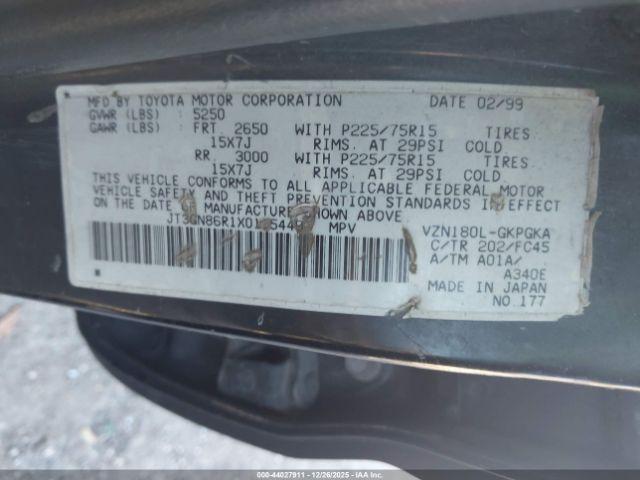 MFD BY TOYOTA MOTOR CORPORATION DATE 02/99
GVWR (LBS) : 5250
GAWR (LBS) : FRT. 2650 WITH P225/75R15 TIRES
15X7J RIMS. AT 29PSI COLD
RR. 3000 WITH P225/75R15 TIRES
15X7J RIMS. AT 29PSI COLD
THIS VEHICLE CONFORMS TO ALL APPLICABLE FEDERAL MOTOR
VEHICLE SAFETY AND THEFT PREVENTION STANDARDS IN EFFECT
ON THE DATE OF MANUFACTURE SHOWN ABOVE
MPV VZN180L-GKPGKA
C/TR 202/FC45
A/TM A01A/
A340E
MADE IN JAPAN
NO.177
000-44027911 - 12/26/2025 - COPYRIGHT